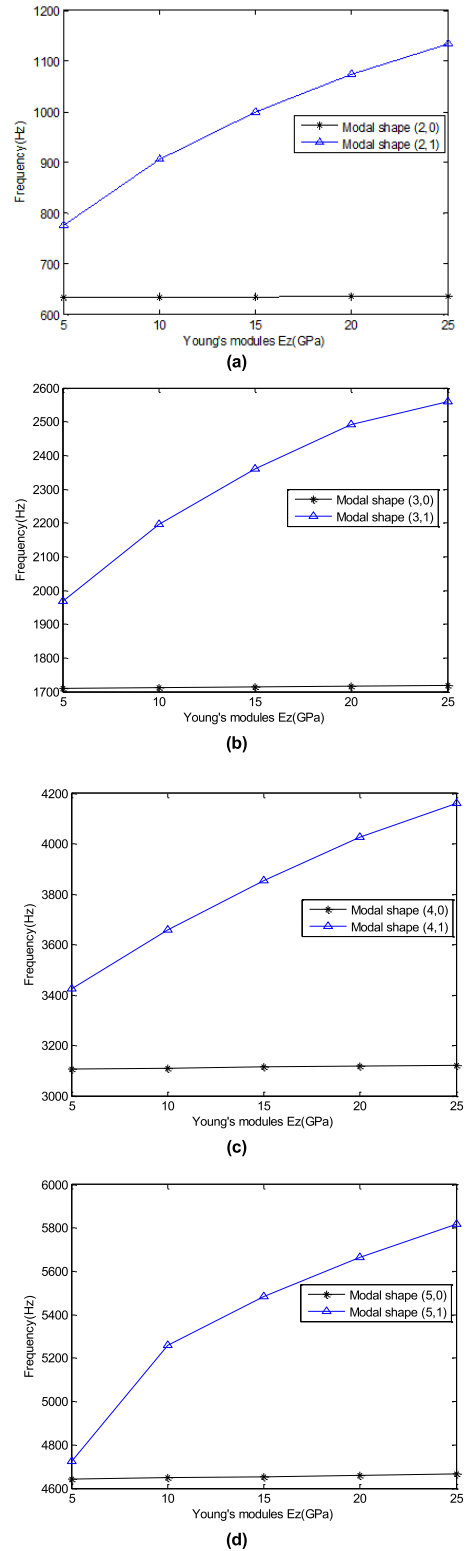 1200
1100
1000
900
800
700
600
Frequency(Hz)
Modal shape (2,0)
Modal shape (2,1)
5 10 15 20 25
Young's modules Ez(GPa)
(a)
2600
2500
2400
2300
2200
2100
2000
1900
1800
1700
Frequency(Hz)
Modal shape (3,0)
Modal shape (3,1)
5 10 15 20 25
Young's modules Ez(GPa)
(b)
4200
4000
3800
3600
3400
3200
3000
Frequency(Hz)
Modal shape (4,0)
Modal shape (4,1)
5 10 15 20 25
Young's modules Ez(GPa)
(c)
6000
5800
5600
5400
5200
5000
4800
4600
Frequency(Hz)
Modal shape (5,0)
Modal shape (5,1)
5 10 15 20 25
Young's modules Ez(GPa)
(d)